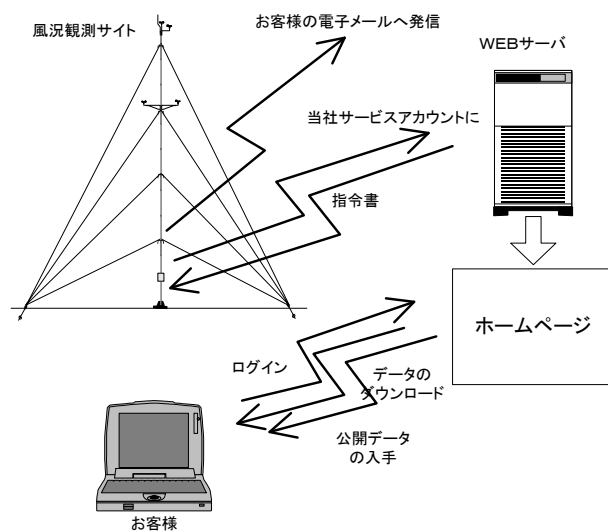 お客様の電子メールへ発信
風況観測サイト
WEBサーバ
当社サービスアカウントに
指令書
ホームページ
ログイン
データの
ダウンロード
公開データ
の入手
お客様